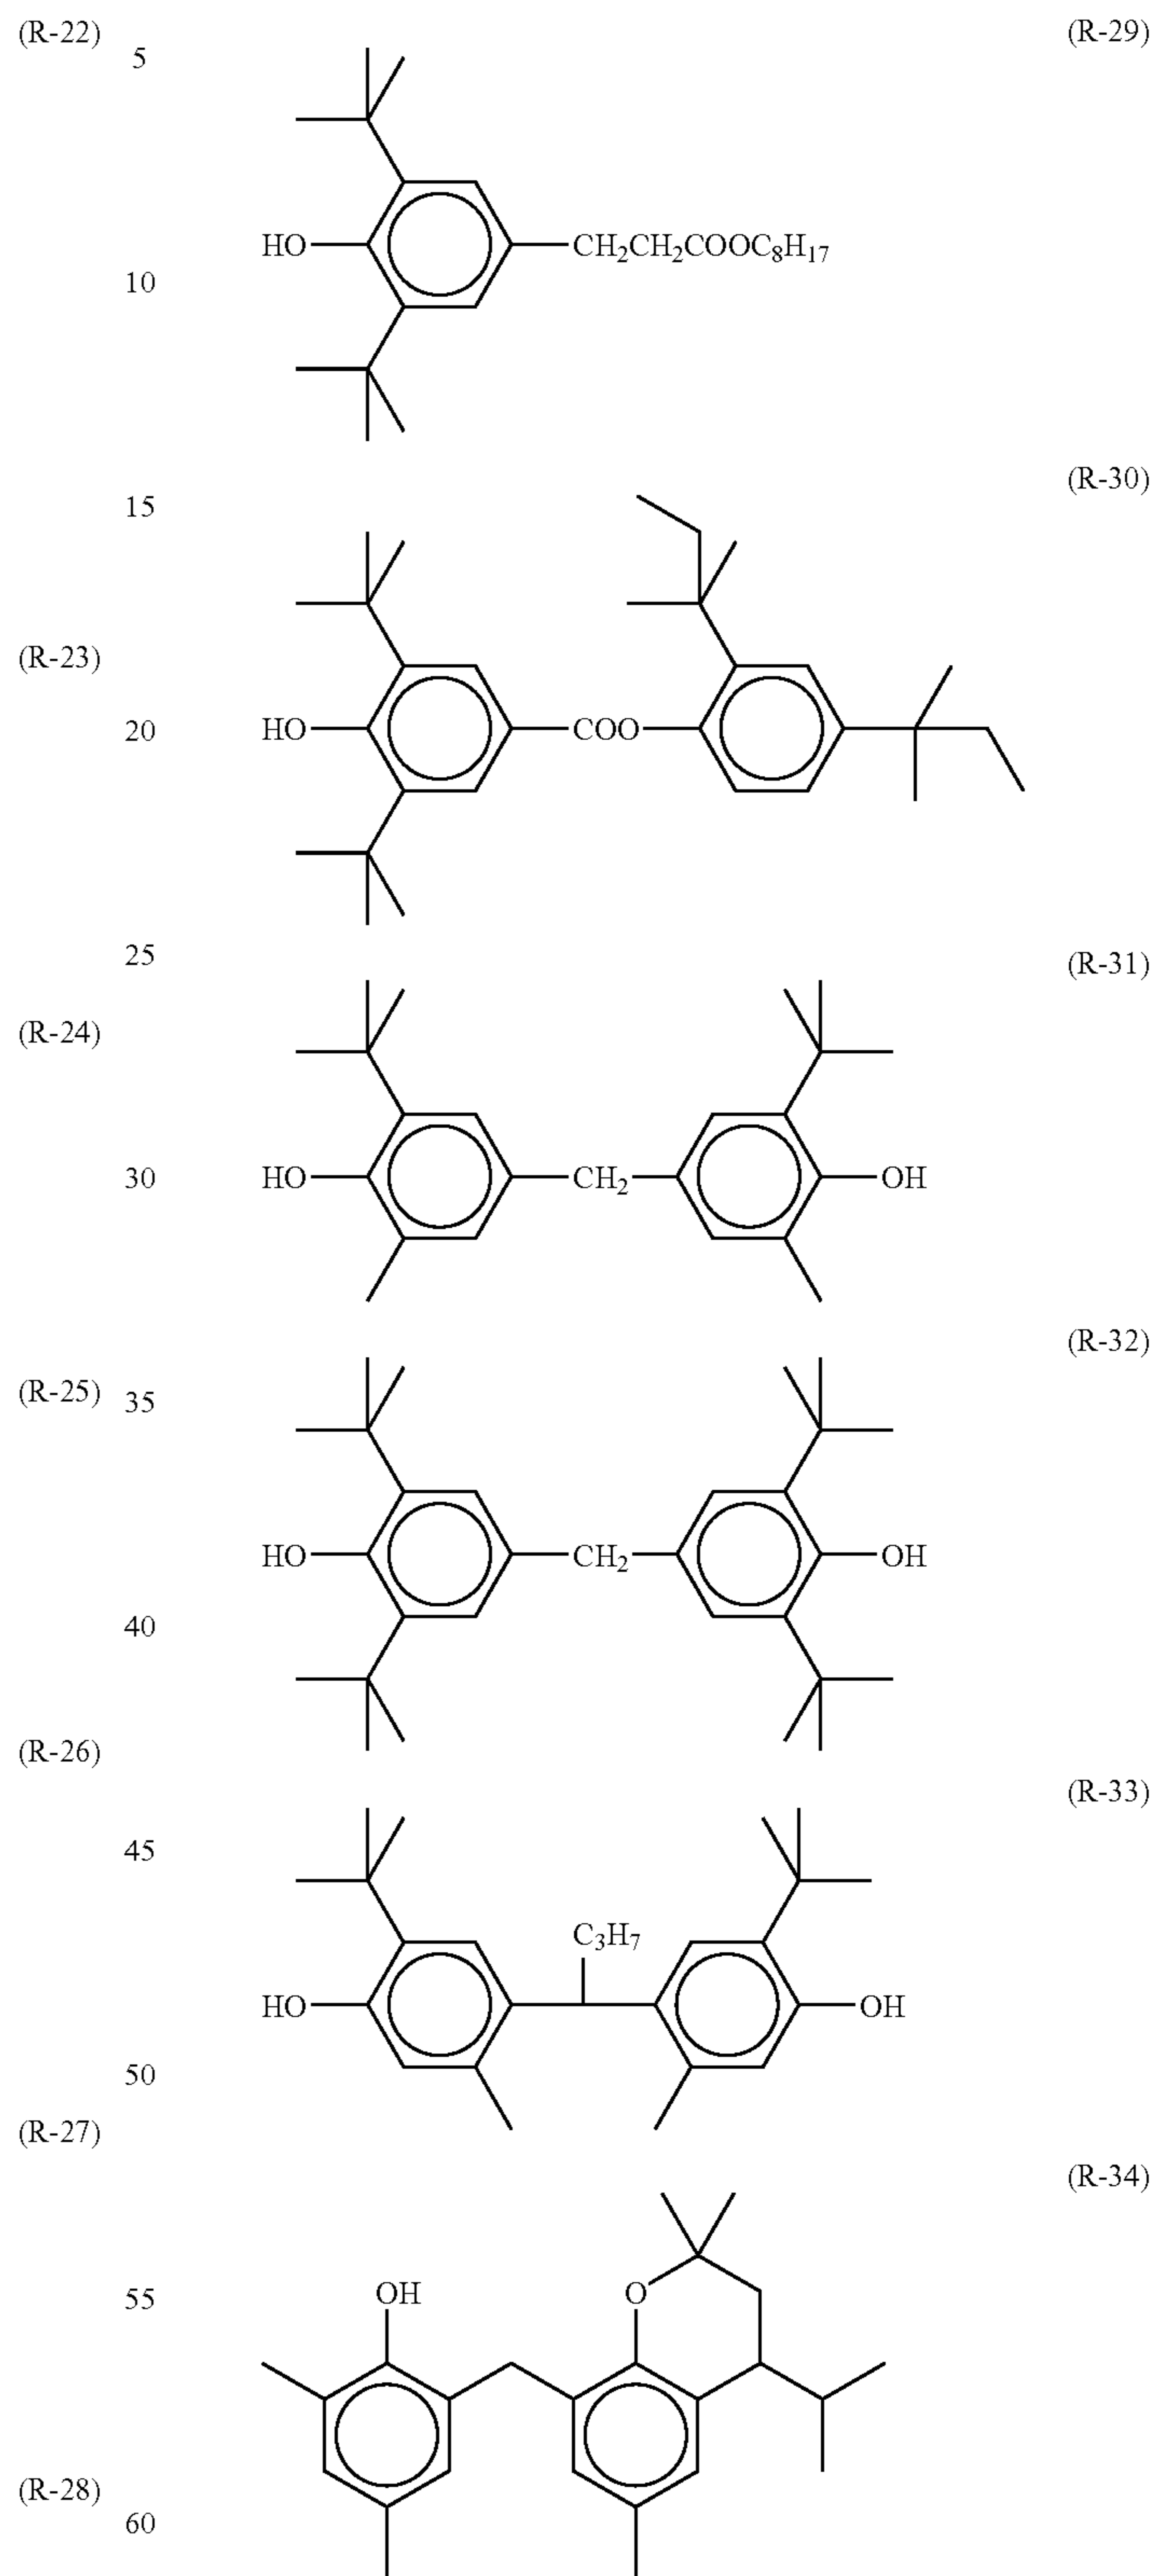 (R-22) 5 (R-29)
HO CH₂CH₂COOC₈H₁₇
10
15 (R-30)
(R-23)
20 HO COO
25 (R-31)
(R-24)
30 HO CH₂ OH
(R-32)
(R-25) 35
HO CH₂ OH
40
(R-26)
(R-33)
45
C₃H₇
HO OH
50
(R-27)
(R-34)
55 OH O
(R-28)
60